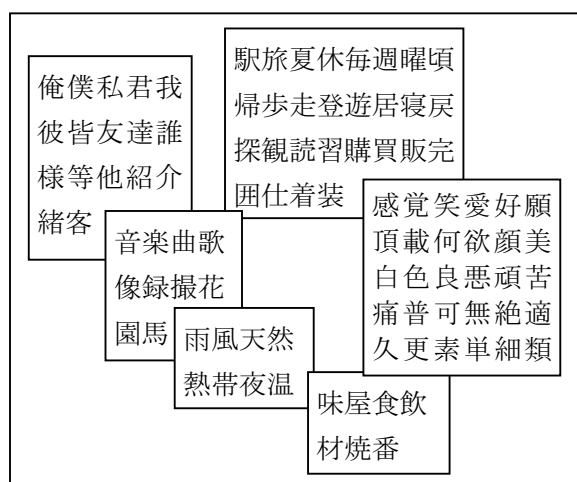 俺僕私君我
彼皆友達誰
様等他紹介
緒客
駅旅夏休毎週曜頃
帰歩走登遊居寝戻
探観読習購買販完
囲仕着装
音楽曲歌
像録撮花
園馬
感覚笑愛好願
頂載何欲顔美
白色良悪頑苦
痛普可無絶適
久更素単細類
雨風天然
熱帯夜温
味屋食飲
材焼番